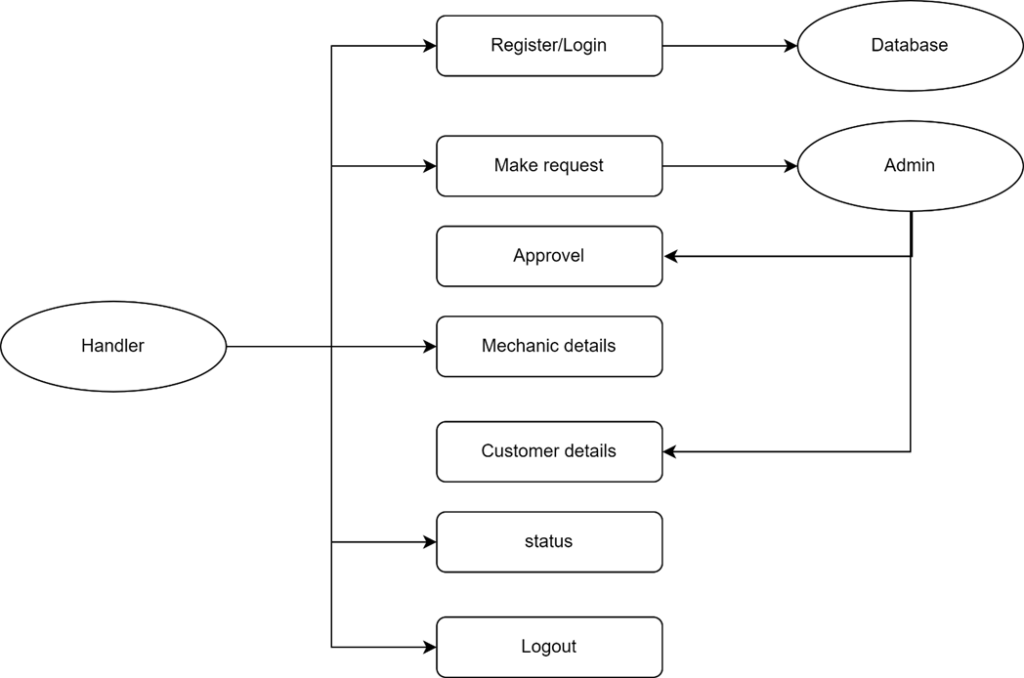 Register/Login
Database
Make request
Admin
Approvel
Handler
Mechanic details
Customer details
status
Logout